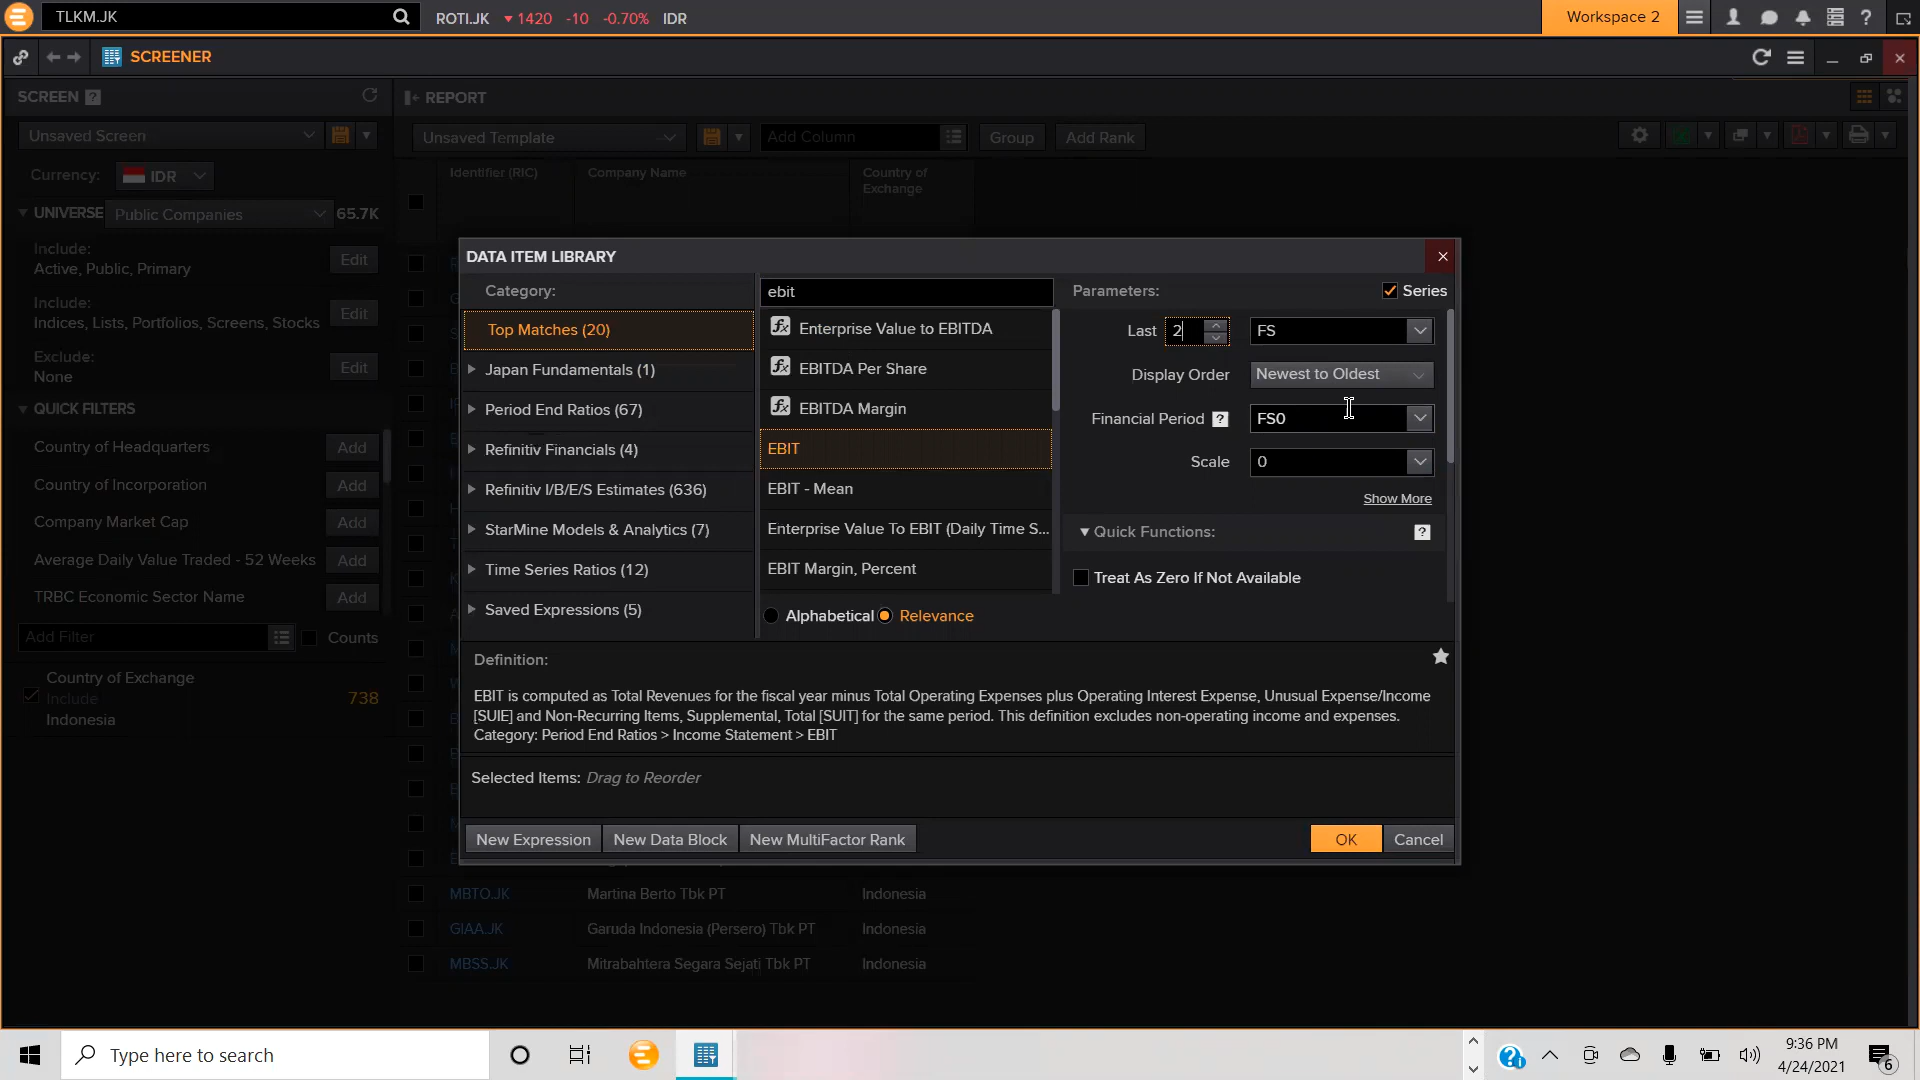 TLKM.JK
ROTI.JK ▼ 1420 -10 -0.70% IDR
Workspace 2
SCREENER
SCREEN ?
REPORT
Unsaved Screen
Unsaved Template
Add Column
Group
Add Rank
Currency: IDR
Identifier (RIC)
Company Name
Country of
Exchange
UNIVERSE Public Companies 65.7K
Include:
Active, Public, Primary
Edit
Include:
Indices, Lists, Portfolios, Screens, Stocks
Edit
Exclude:
None
Edit
QUICK FILTERS
Country of Headquarters Add
Country of Incorporation Add
Company Market Cap Add
Average Daily Value Traded - 52 Weeks Add
TRBC Economic Sector Name Add
Add Filter
Counts
Country of Exchange
Include
Indonesia
738
DATA ITEM LIBRARY
Category:
ebit
Parameters:
Series
Top Matches (20)
Japan Fundamentals (1)
Period End Ratios (67)
Refinitiv Financials (4)
Refinitiv I/B/E/S Estimates (636)
StarMine Models & Analytics (7)
Time Series Ratios (12)
Saved Expressions (5)
fx Enterprise Value to EBITDA
fx EBITDA Per Share
fx EBITDA Margin
EBIT
EBIT - Mean
Enterprise Value To EBIT (Daily Time S...
EBIT Margin, Percent
Alphabetical
Relevance
Last 2 FS
Display Order Newest to Oldest
Financial Period ? FS0
Scale 0
Show More
Quick Functions: ?
Treat As Zero If Not Available
Definition:
EBIT is computed as Total Revenues for the fiscal year minus Total Operating Expenses plus Operating Interest Expense, Unusual Expense/Income
[SUIE] and Non-Recurring Items, Supplemental, Total [SUIT] for the same period. This definition excludes non-operating income and expenses.
Category: Period End Ratios > Income Statement > EBIT
Selected Items: Drag to Reorder
New Expression
New Data Block
New MultiFactor Rank
OK
Cancel
MBTO.JK Martina Berto Tbk PT Indonesia
GIAA.JK Garuda Indonesia (Persero) Tbk PT Indonesia
MBSS.JK Mitrabahtera Segara Sejati Tbk PT Indonesia
Type here to search
9:36 PM
4/24/2021
6